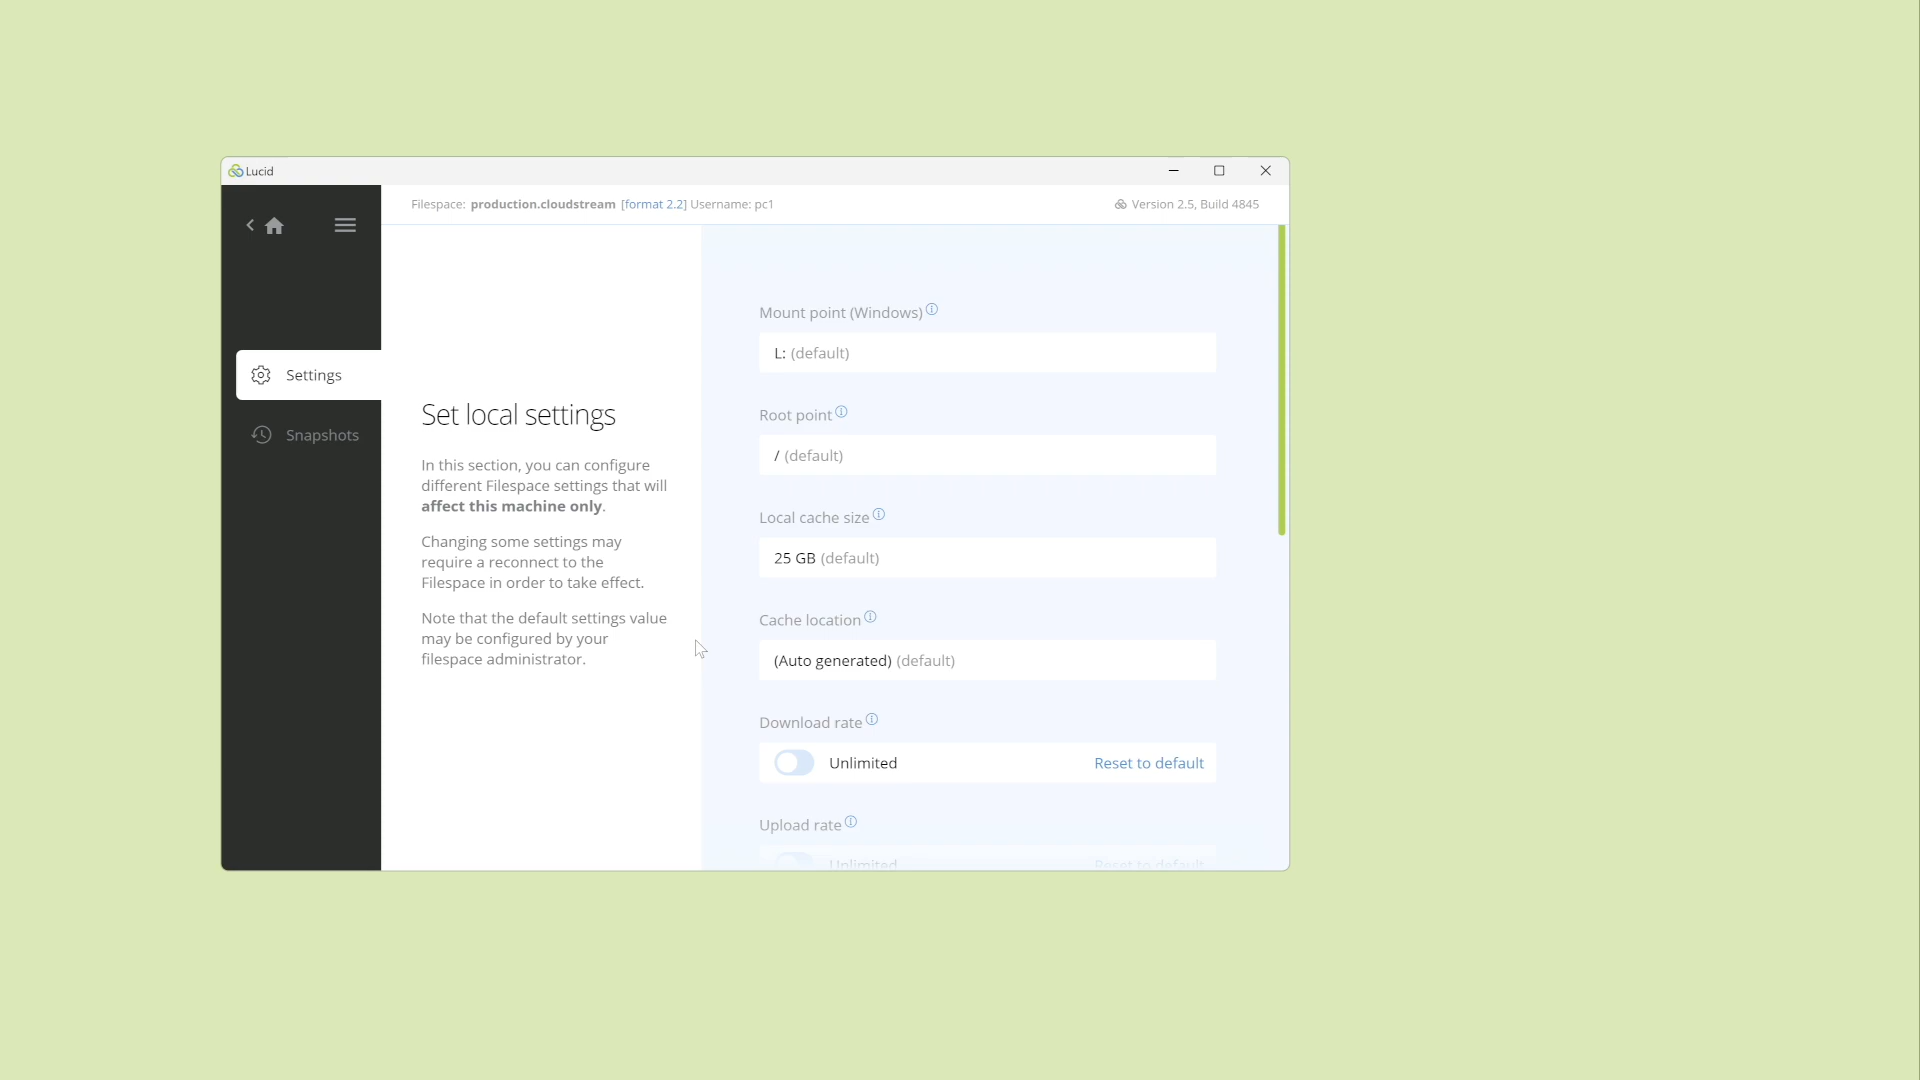 Lucid
Filespace: production.cloudstream [format 2.2] Username: pc1
Version 2.5, Build 4845
Settings
Snapshots
Set local settings
In this section, you can configure
different Filespace settings that will
affect this machine only.
Changing some settings may
require a reconnect to the
Filespace in order to take effect.
Note that the default settings value
may be configured by your
filespace administrator.
Mount point (Windows)
L: (default)
Root point
/ (default)
Local cache size
25 GB (default)
Cache location
(Auto generated) (default)
Download rate
Unlimited Reset to default
Upload rate
Unlimited Reset to default